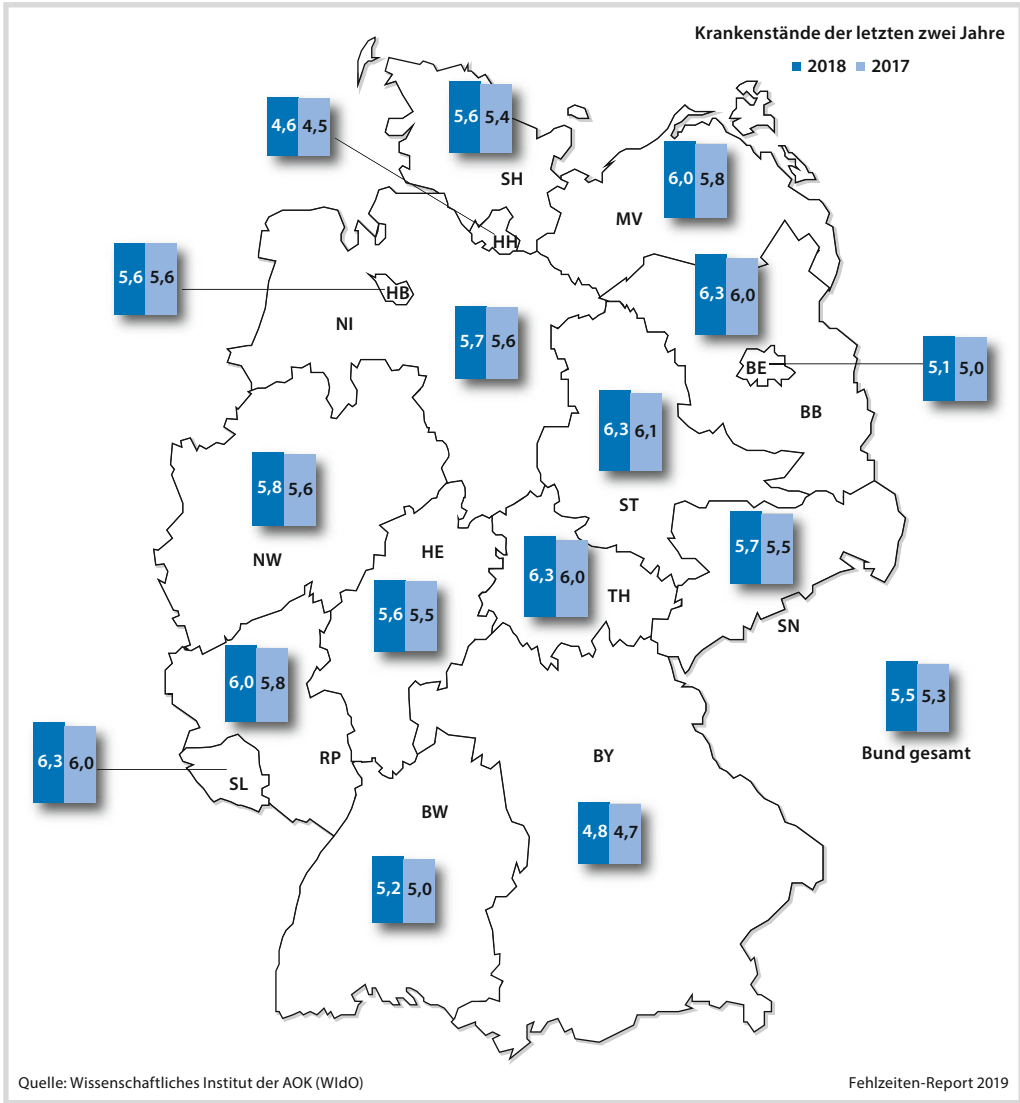 Krankenstände der letzten zwei Jahre
2018 2017
5,6 5,4
4,6 4,5
SH
6,0 5,8
MV
HH
5,6 5,6
HB
6,3 6,0
NI
5,7 5,6
BE
5,1 5,0
BB
6,3 6,1
5,8 5,6
ST
NW
HE
5,7 5,5
6,3 6,0
TH
5,6 5,5
SN
6,0 5,8
5,5 5,3
Bund gesamt
6,3 6,0
RP
BY
SL
BW
4,8 4,7
5,2 5,0
Quelle: Wissenschaftliches Institut der AOK (WIdO)
Fehlzeiten-Report 2019